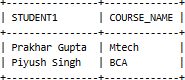 +---------------+-------------+
| STUDENT1      | COURSE_NAME |
+---------------+-------------+
| Prakhar Gupta | Mtech       |
| Piyush Singh  | BCA         |
+---------------+-------------+